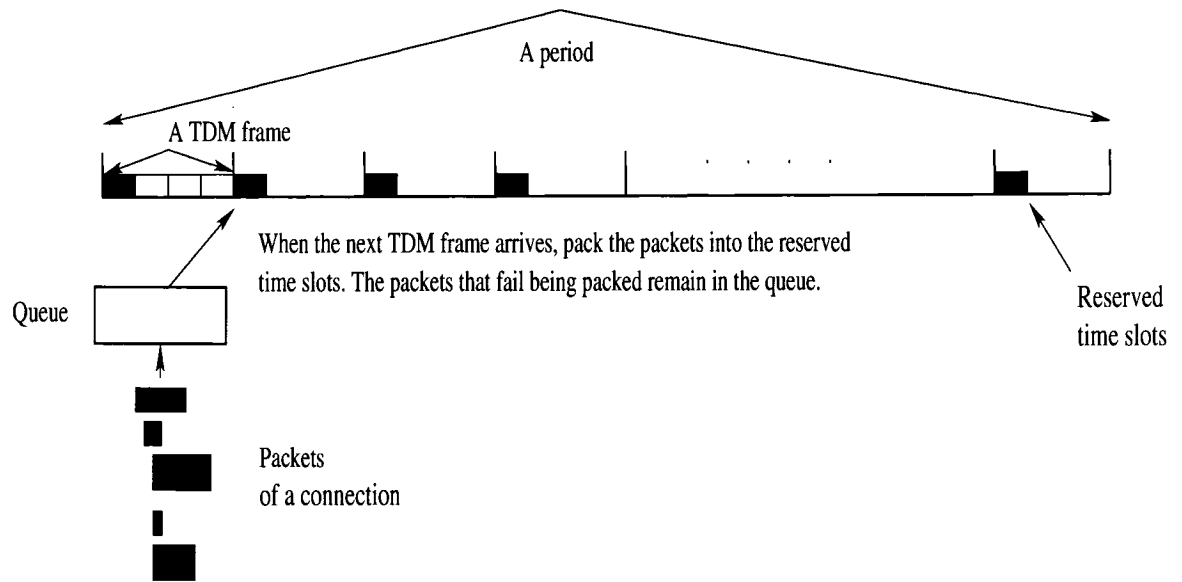 A period
A TDM frame
When the next TDM frame arrives, pack the packets into the reserved
time slots. The packets that fail being packed remain in the queue.
Queue
Reserved
time slots
Packets
of a connection